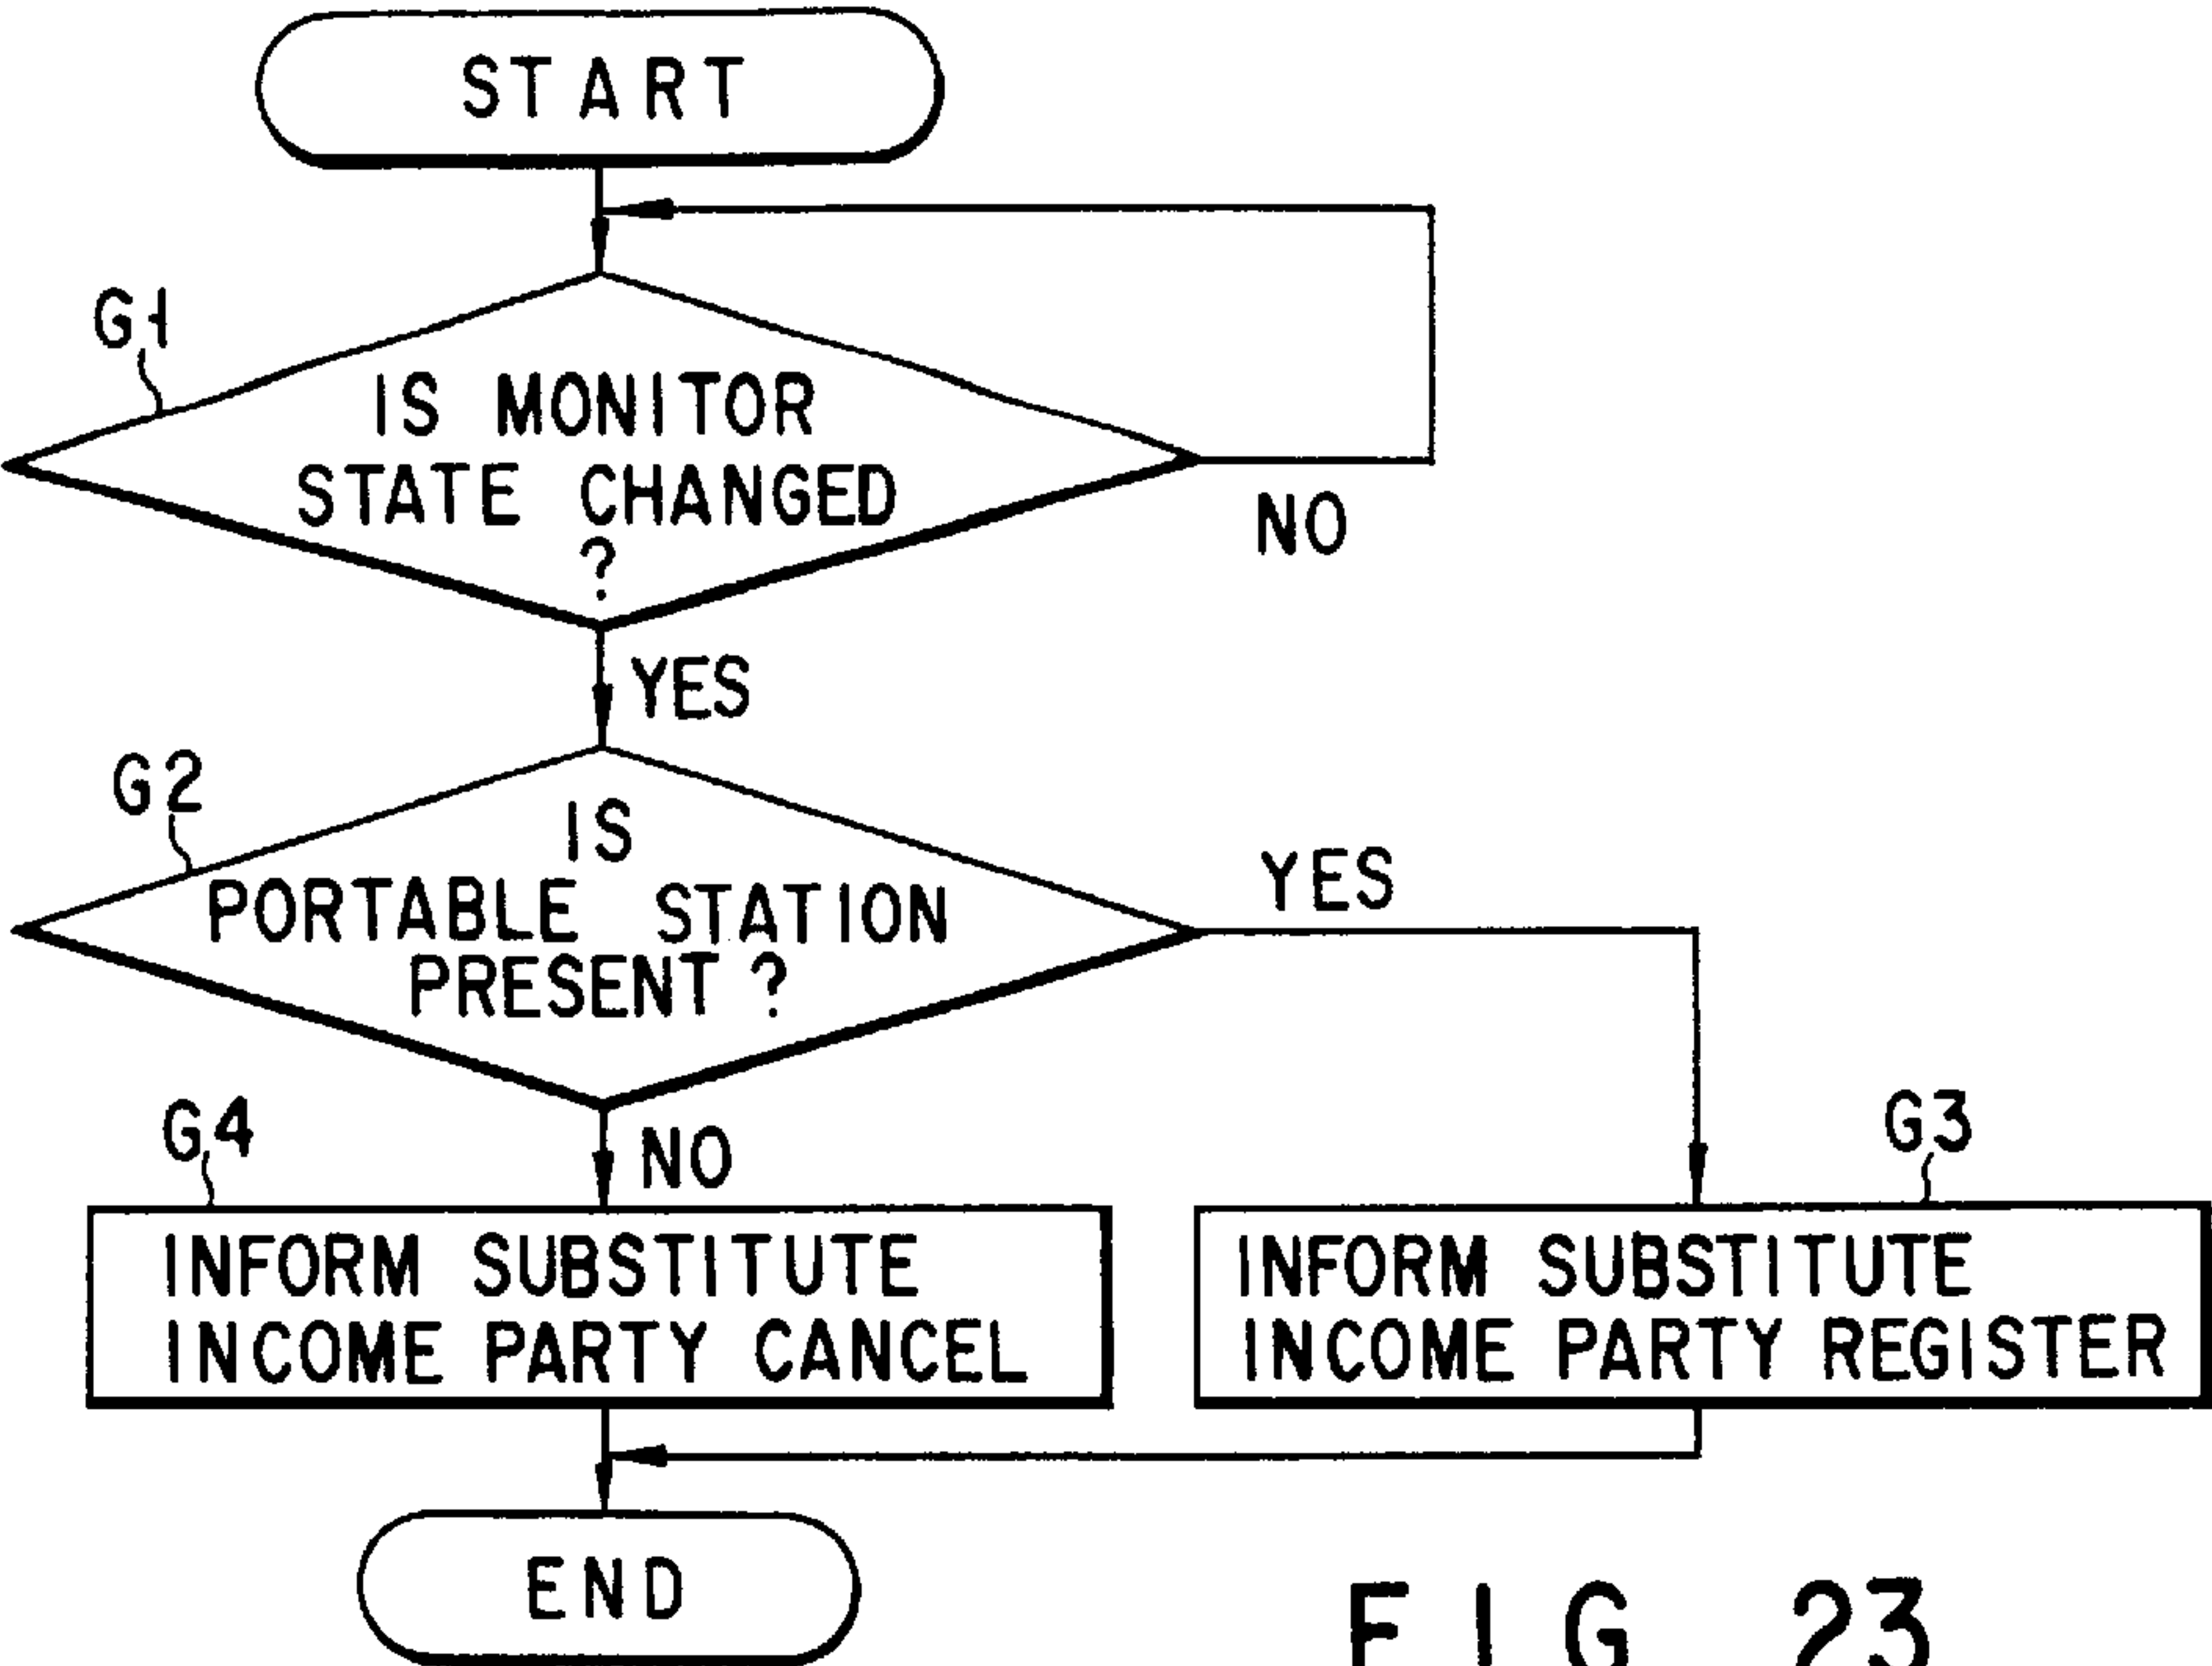 START
G1
IS MONITOR
STATE CHANGED
?
NO
YES
G2
IS
PORTABLE STATION
PRESENT ?
YES
NO
G4
INFORM SUBSTITUTE
INCOME PARTY CANCEL
G3
INFORM SUBSTITUTE
INCOME PARTY REGISTER
END
FIG 23